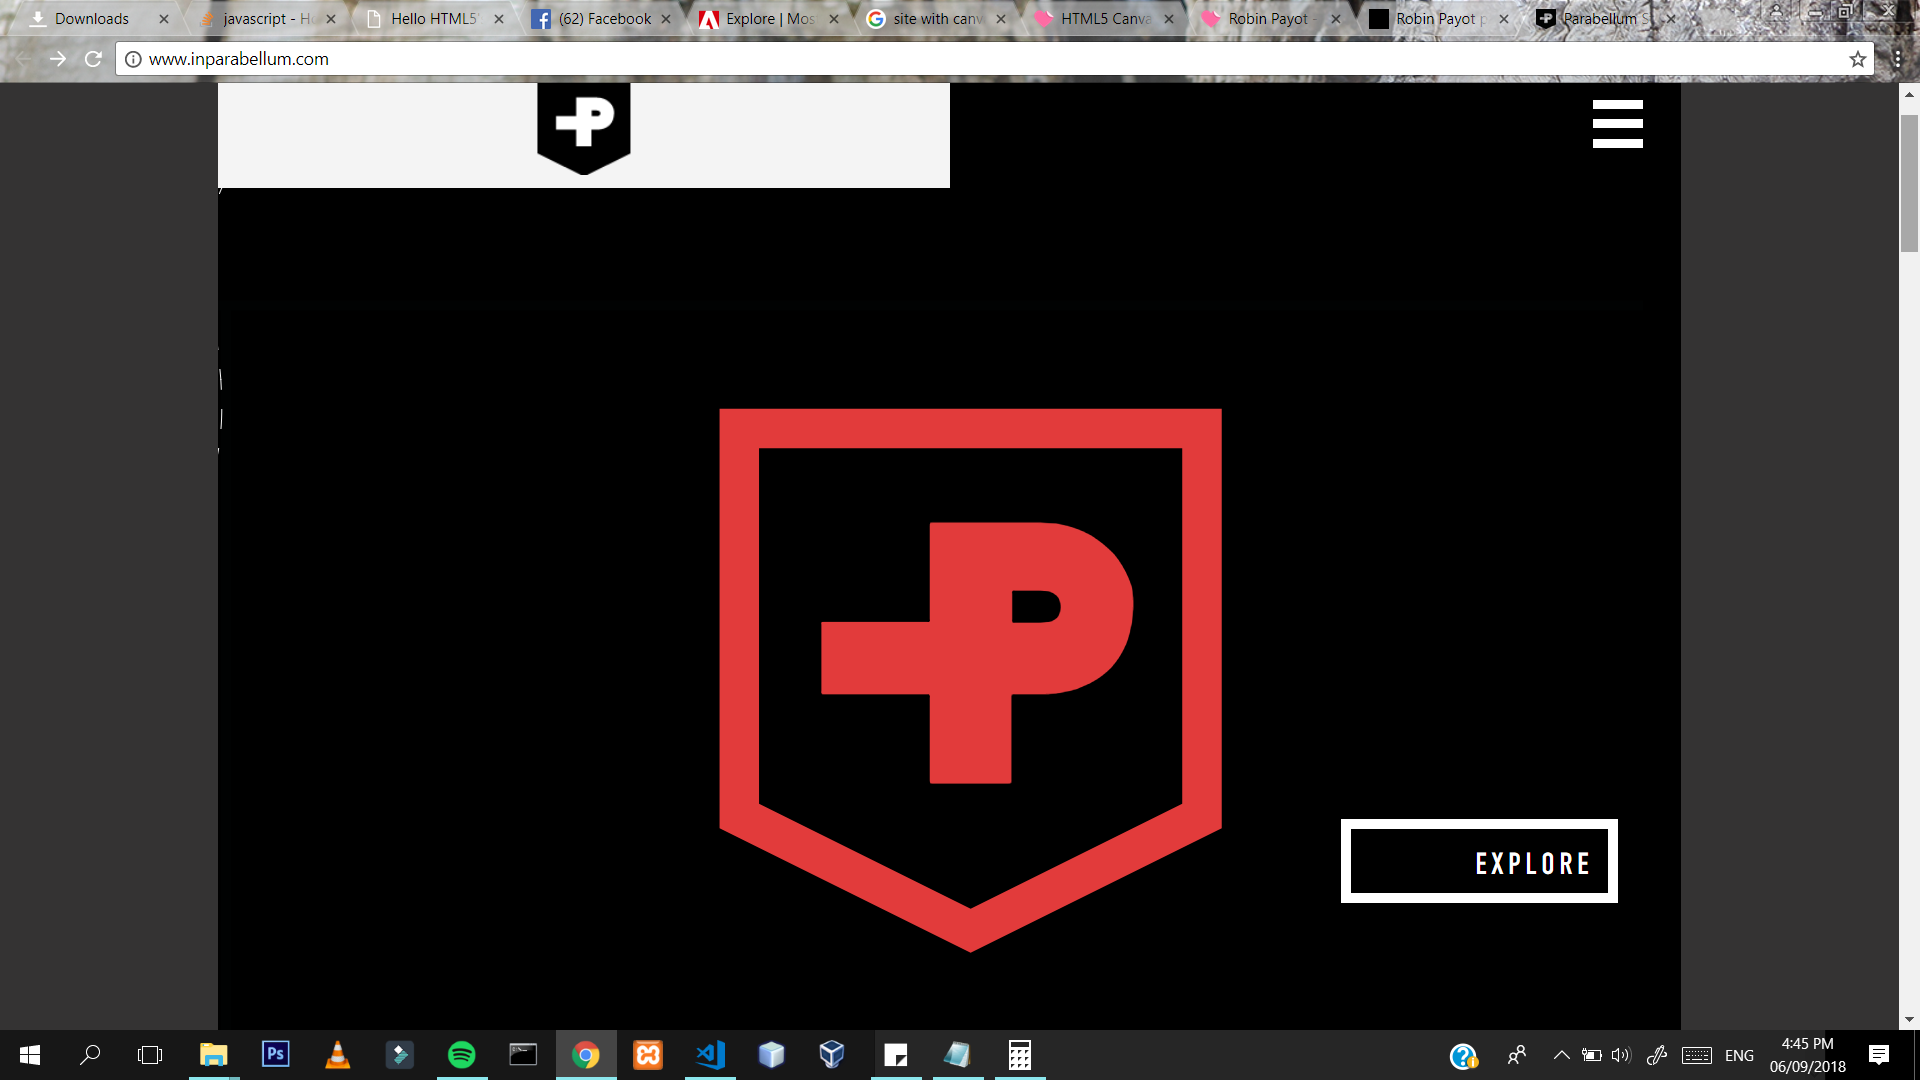 Downloads
javascript - H
Hello HTML5
(62) Facebook
Explore | Mos
site with canv
HTML5 Canva
Robin Payot -
Robin Payot p
Parabellum S
www.inparabellum.com
P
P
EXPLORE
Ps
ENG
4:45 PM
06/09/2018